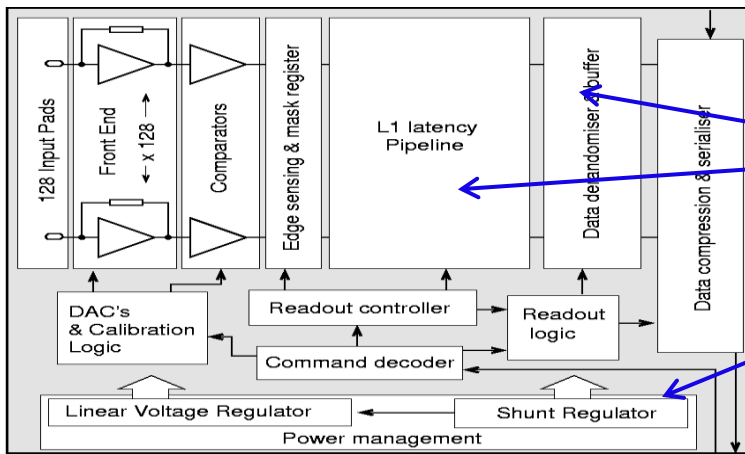 128 Input Pads
Front End
x 128
Comparators
Edge sensing & mask register
L1 latency
Pipeline
Data derandomiser & buffer
Data compression & serialiser
DAC's
& Calibration
Logic
Readout controller
Readout
logic
Command decoder
Linear Voltage Regulator
Shunt Regulator
Power management